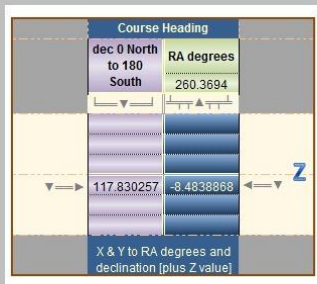 Course Heading
dec 0 North
to 180
South
RA degrees
260.3694
Z
117.830257 -8.4838868
X & Y to RA degrees and
declination [plus Z value]